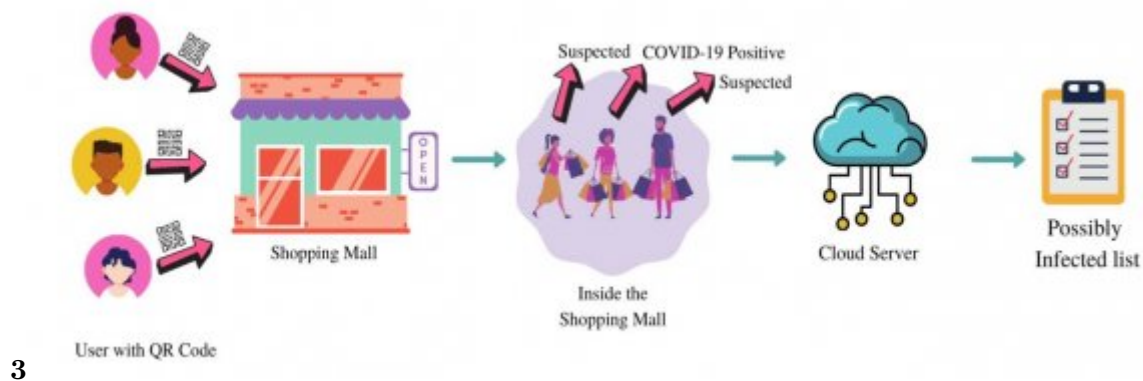 Suspected
COVID-19 Positive
Suspected
OPEN
Shopping Mall
Cloud Server
Possibly
Infected list
Inside the
Shopping Mall
User with QR Code
3